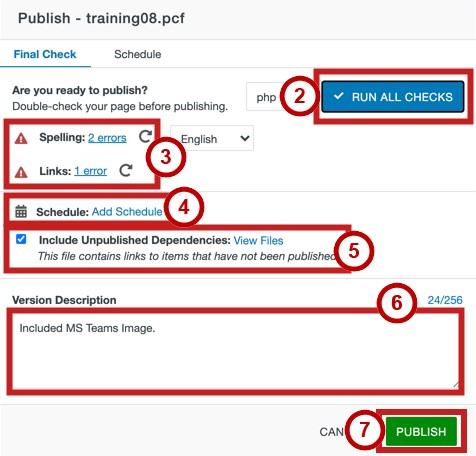 Publish - training08.pcf
Final Check Schedule
Are you ready to publish?
Double-check your page before publishing.
php 2 RUN ALL CHECKS
Spelling: 2 errors English
3
Links: 1 error
Schedule: Add Schedule 4
Include Unpublished Dependencies: View Files
This file contains links to items that have not been published. 5
Version Description 6 24/256
Included MS Teams Image.
CAN 7 PUBLISH